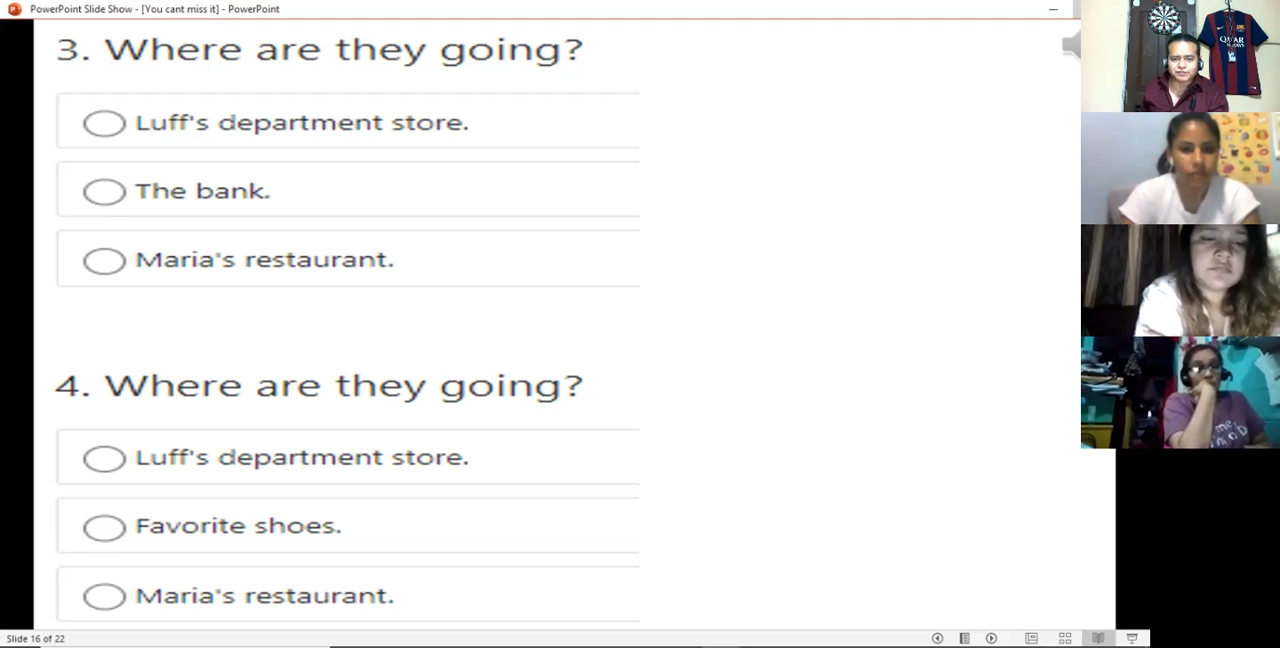 PowerPoint Slide Show - [You cant miss it] - PowerPoint
3. Where are they going?
Luff's department store.
The bank.
Maria's restaurant.
4. Where are they going?
Luff's department store.
Favorite shoes.
Maria's restaurant.
Slide 16 of 22
QATAR